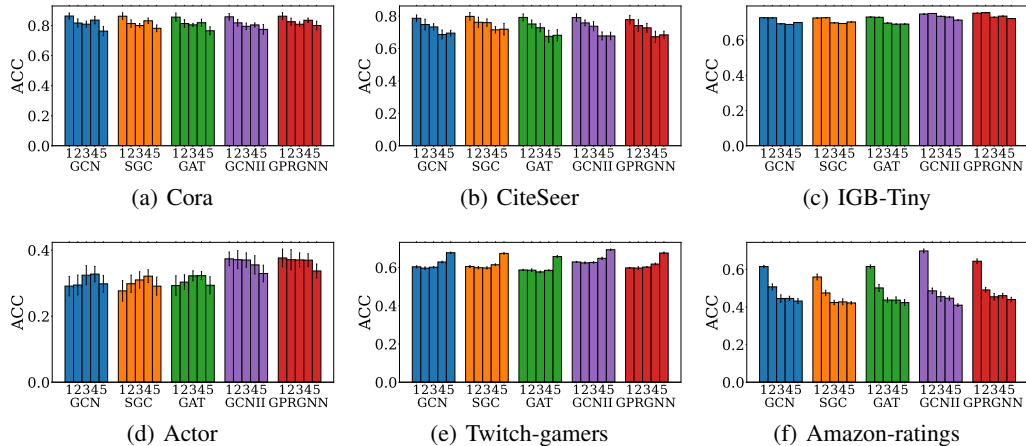 0.8
0.6
0.4
0.2
0.0
ACC
12345 12345 12345 12345 12345
GCN SGC GAT GCNII GPRGNN
(a) Cora
0.8
0.6
0.4
0.2
0.0
ACC
12345 12345 12345 12345 12345
GCN SGC GAT GCNII GPRGNN
(b) CiteSeer
0.6
0.4
0.2
0.0
ACC
12345 12345 12345 12345 12345
GCN SGC GAT GCNII GPRGNN
(c) IGB-Tiny
0.4
0.2
0.0
ACC
12345 12345 12345 12345 12345
GCN SGC GAT GCNII GPRGNN
(d) Actor
0.6
0.4
0.2
0.0
ACC
12345 12345 12345 12345 12345
GCN SGC GAT GCNII GPRGNN
(e) Twitch-gamers
0.6
0.4
0.2
0.0
ACC
12345 12345 12345 12345 12345
GCN SGC GAT GCNII GPRGNN
(f) Amazon-ratings